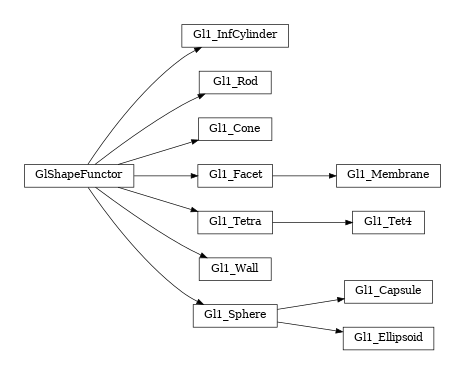 Gl1_InfCylinder
Gl1_Rod
Gl1_Cone
GlShapeFunctor
Gl1_Facet
Gl1_Membrane
Gl1_Tetra
Gl1_Tet4
Gl1_Wall
Gl1_Capsule
Gl1_Sphere
Gl1_Ellipsoid